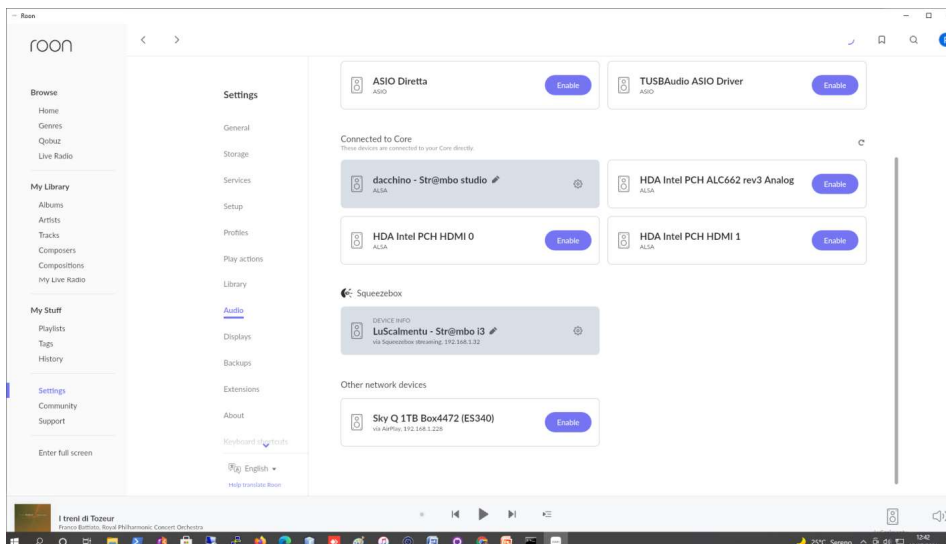 Roon
roon
Browse
Home
Genres
Qobuz
Live Radio
My Library
Albums
Artists
Tracks
Composers
Compositions
My Live Radio
My Stuff
Playlists
Tags
History
Settings
Community
Support
Enter full screen
Settings
General
Storage
Services
Setup
Profiles
Play actions
Library
Audio
Displays
Backups
Extensions
About
Keyboard shortcuts
English
Help translate Roon
ASIO Diretta
ASIO
Enable
TUSBAudio ASIO Driver
ASIO
Enable
Connected to Core
These devices are connected to your Core directly.
dacchino - Str@mbo studio
ALSA
HDA Intel PCH ALC662 rev3 Analog
ALSA
Enable
HDA Intel PCH HDMI 0
ALSA
Enable
HDA Intel PCH HDMI 1
ALSA
Enable
Squeezebox
DEVICE INFO
LuScalmentu - Str@mbo i3
via Squeezebox streaming, 192.168.1.32
Other network devices
Sky Q 1TB Box4472 (ES340)
via AirPlay, 192.168.1.228
Enable
I treni di Tozeur
Franco Battiato, Royal Philharmonic Concert Orchestra
25°C Sereno
12:42